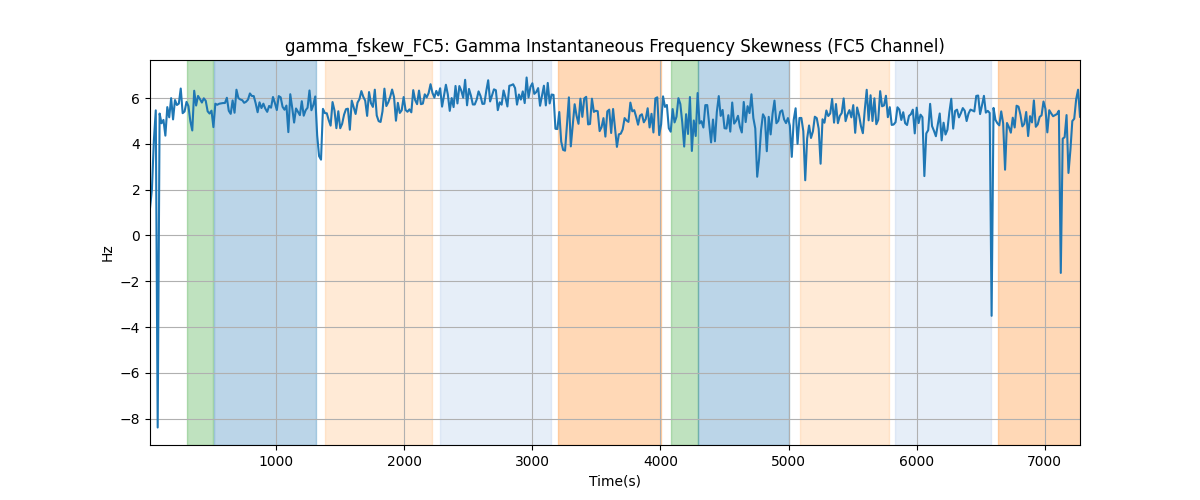 gamma_fskew_FC5: Gamma Instantaneous Frequency Skewness (FC5 Channel)
6
4
2
0
−2
−4
−6
−8
Hz
1000 2000 3000 4000 5000 6000 7000
Time(s)